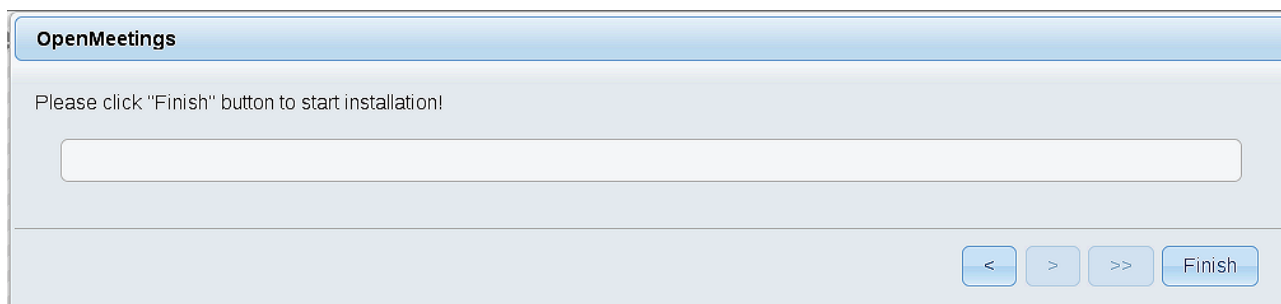 OpenMeetings
Please click "Finish" button to start installation!
< > >> Finish